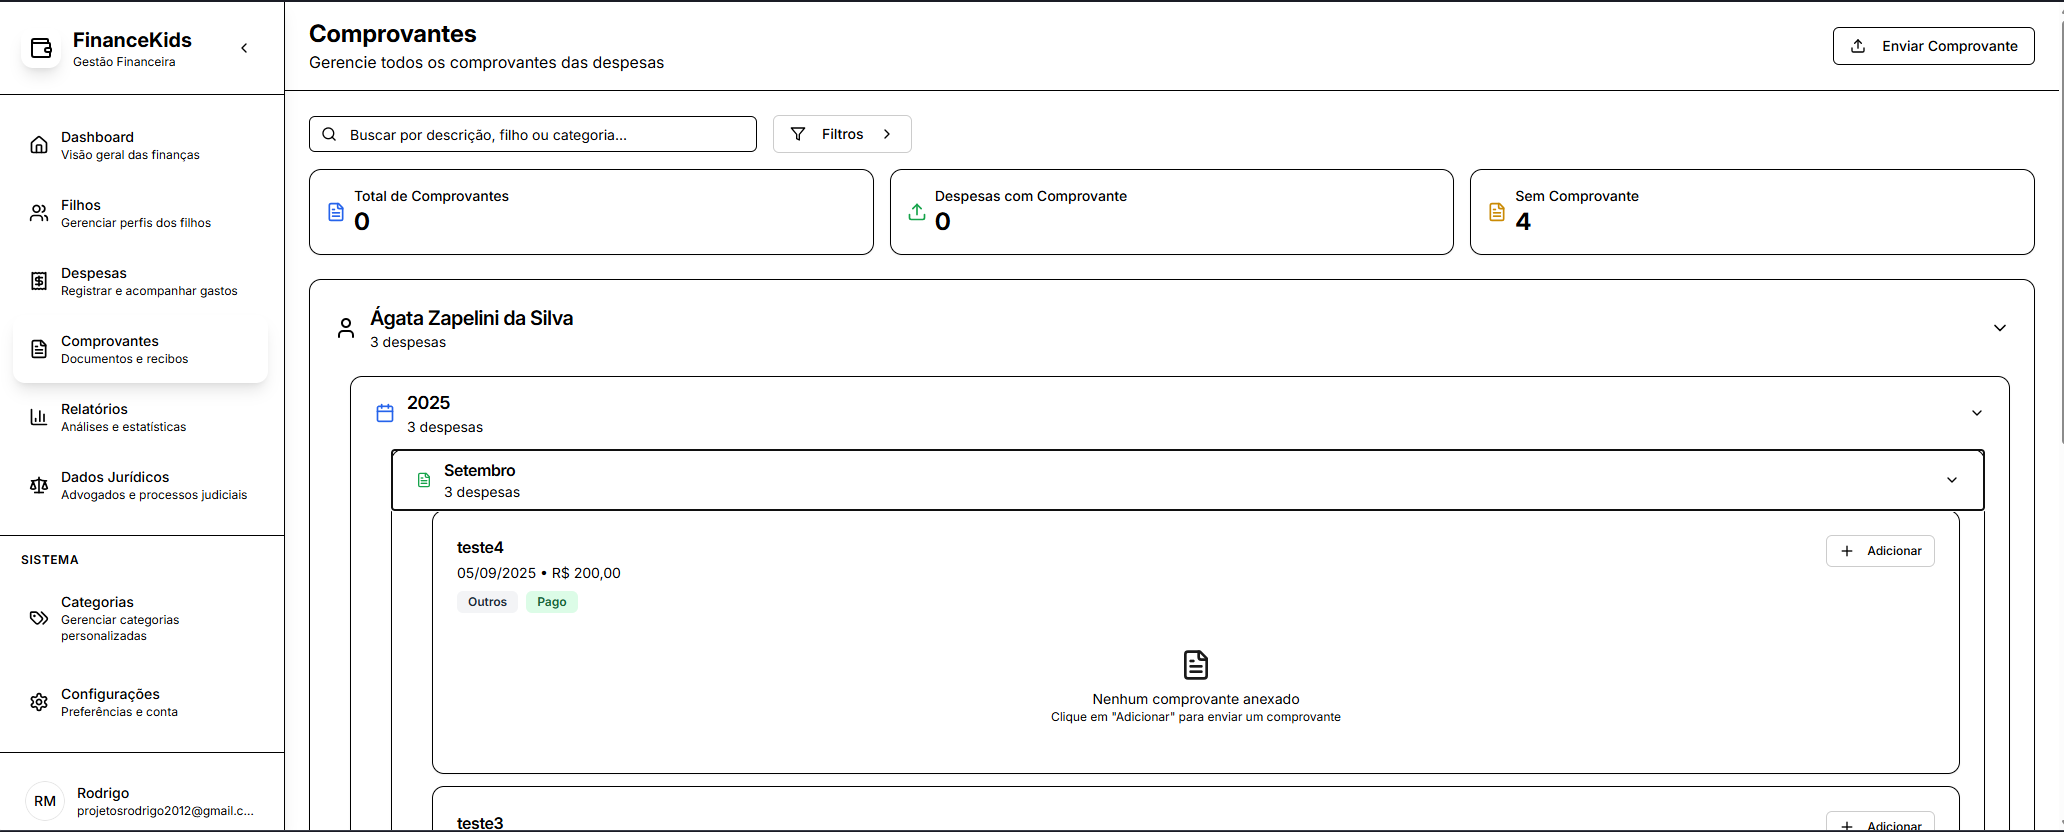 FinanceKids
Gestão Financeira
Dashboard
Visão geral das finanças
Filhos
Gerenciar perfis dos filhos
Despesas
Registrar e acompanhar gastos
Comprovantes
Documentos e recibos
Relatórios
Análises e estatísticas
Dados Jurídicos
Advogados e processos judiciais
SISTEMA
Categorias
Gerenciar categorias
personalizadas
Configurações
Preferências e conta
RM
Rodrigo
projetosrodrigo2012@gmail.c...
Comprovantes
Gerencie todos os comprovantes das despesas
Enviar Comprovante
Buscar por descrição, filho ou categoria...
Filtros
Total de Comprovantes
0
Despesas com Comprovante
0
Sem Comprovante
4
Ágata Zapelini da Silva
3 despesas
2025
3 despesas
Setembro
3 despesas
teste4
05/09/2025 • R$ 200,00
Outros Pago
Adicionar
Nenhum comprovante anexado
Clique em "Adicionar" para enviar um comprovante
teste3
Adicionar